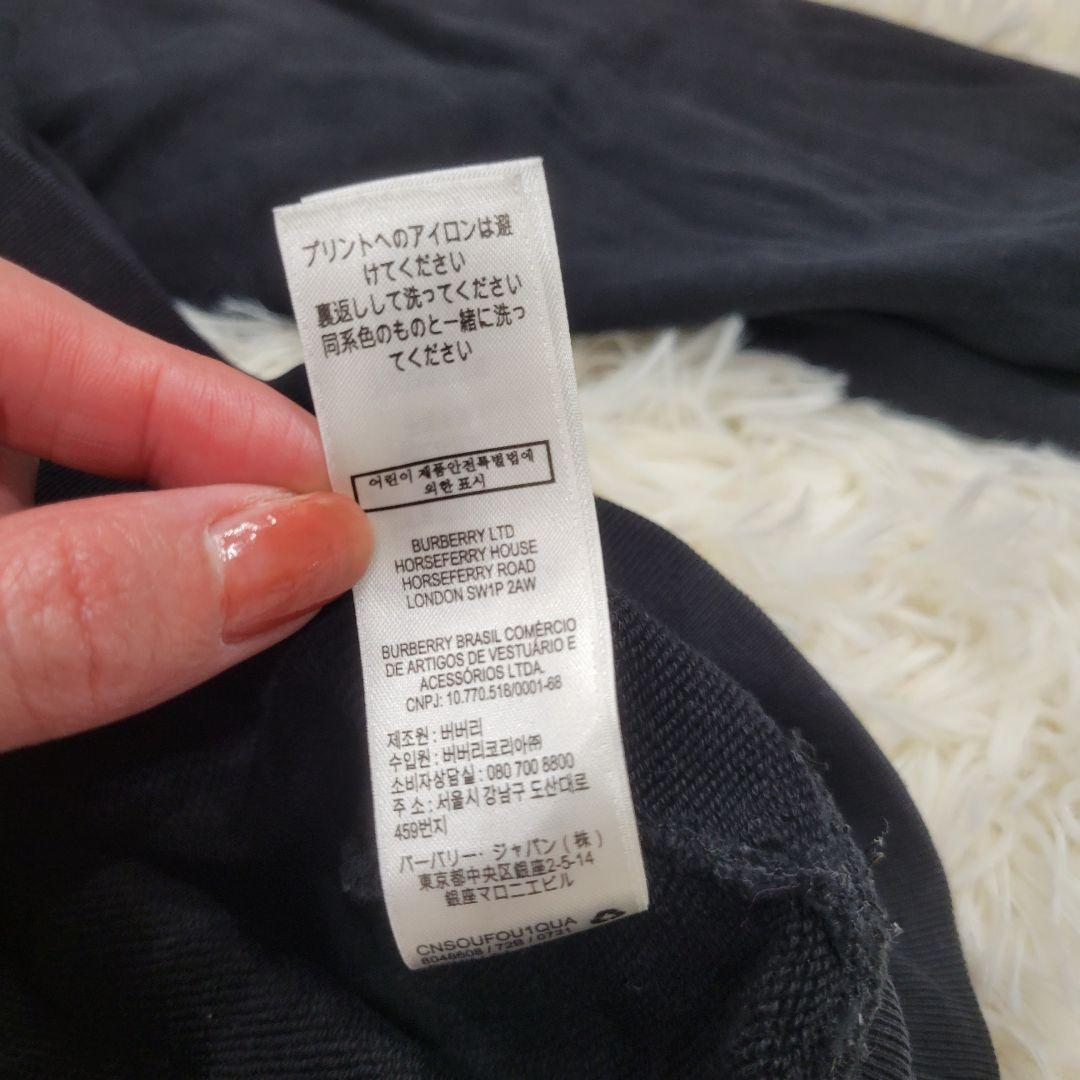 プリントへのアイロンは避
けてください
裏返しして洗ってください
同系色のものと一緒に洗っ
てください
어린이 제품안전특별법에
의한 표시
BURBERRY LTD
HORSEFERRY HOUSE
HORSEFERRY ROAD
LONDON SW1P 2AW
BURBERRY BRASIL COMÉRCIO
DE ARTIGOS DE VESTUÁRIO E
ACESSÓRIOS LTDA.
CNPJ: 10.770.518/0001-68
제조원 : 버버리
수입원 : 버버리코리아㈜
소비자상담실 : 080 700 8800
주 소 : 서울시 강남구 도산대로
459번지
バーバリー・ジャパン(株)
東京都中央区銀座2-5-14
銀座マロニエビル
CNSOUFOU1QUA
8048608 / 728 / 0721